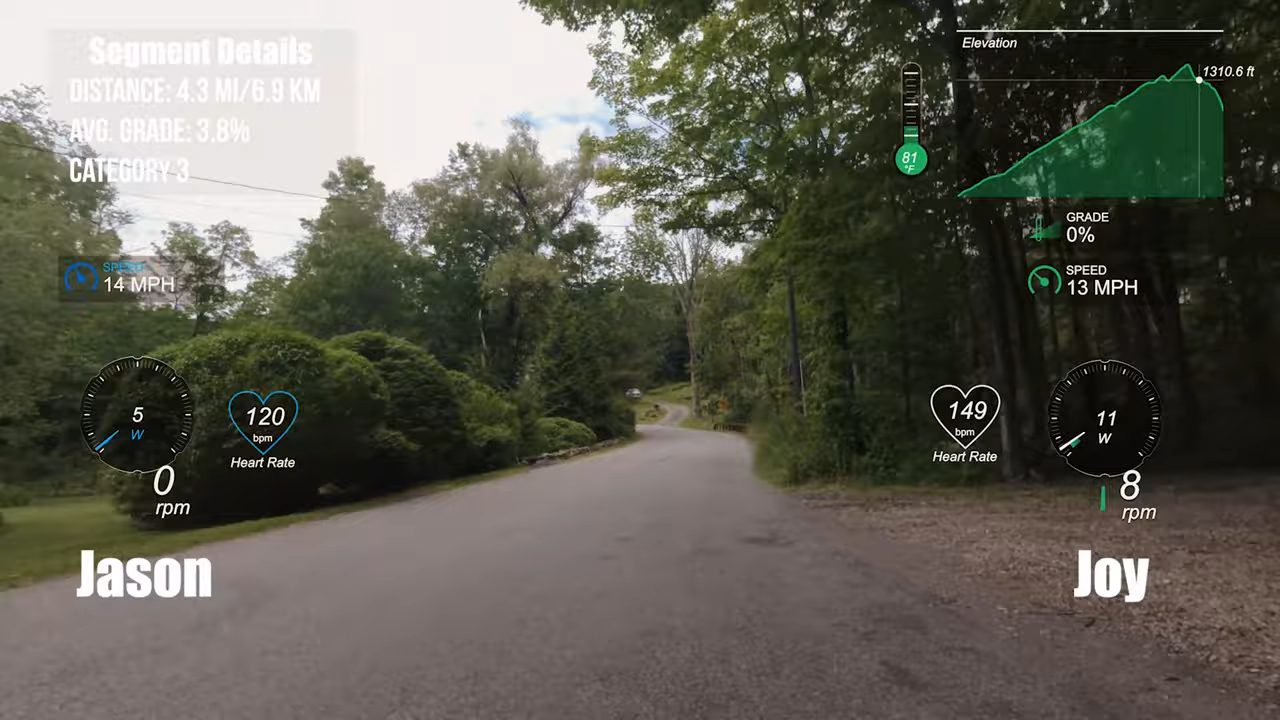 Segment Details
DISTANCE: 4.3 MI/6.9 KM
AVG. GRADE: 3.8%
CATEGORY 3
Elevation
1310.6 ft
81
°F
GRADE
0%
SPEED
14 MPH
SPEED
13 MPH
5
W
120
bpm
Heart Rate
0
rpm
149
bpm
Heart Rate
11
W
8
rpm
Jason
Joy